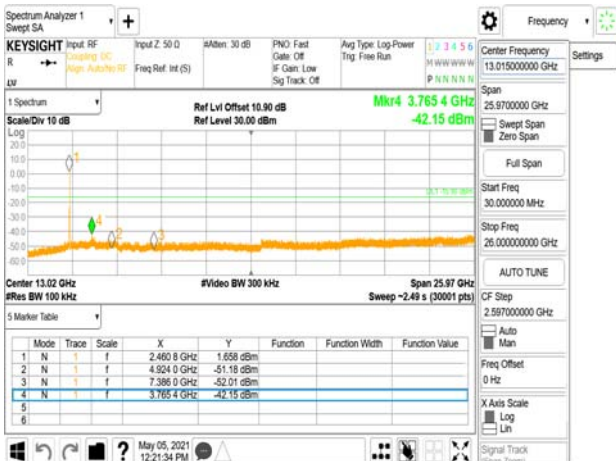 Spectrum Analyzer 1
Swept SA
Frequency
KEYSIGHT
Input: RF
Coupling: DC
Align: Auto/No RF
Input Z: 50 Ω
Freq Ref: Int (S)
#Atten: 30 dB
PNO: Fast
Gate: Off
IF Gain: Low
Sig Track: Off
Avg Type: Log-Power
Trig: Free Run
1 2 3 4 5 6
M W W W W W
P N N N N N
R
Center Frequency
13.015000000 GHz
Settings
Span
25.9700000 GHz
Swept Span
Zero Span
Full Span
Start Freq
30.000000 MHz
Stop Freq
26.000000000 GHz
AUTO TUNE
CF Step
2.597000000 GHz
Auto
Man
Freq Offset
0 Hz
X Axis Scale
Log
Lin
Signal Track
1 Spectrum
Scale/Div 10 dB
Ref Lvl Offset 10.90 dB
Ref Level 30.00 dBm
Mkr4 3.765 4 GHz
-42.15 dBm
Log
20.0
10.0
0.00
-10.0
-20.0
-30.0
-40.0
-50.0
-60.0
1
4
2
3
Center 13.02 GHz
#Res BW 100 kHz
#Video BW 300 kHz
Span 25.97 GHz
Sweep ~2.49 s (30001 pts)
5 Marker Table
Mode Trace Scale X Y Function Function Width Function Value
1 N 1 f 2.460 8 GHz 1.658 dBm
2 N 1 f 4.924 0 GHz -51.18 dBm
3 N 1 f 7.386 0 GHz -52.01 dBm
4 N 1 f 3.765 4 GHz -42.15 dBm
5
6
May 05, 2021
12:21:34 PM